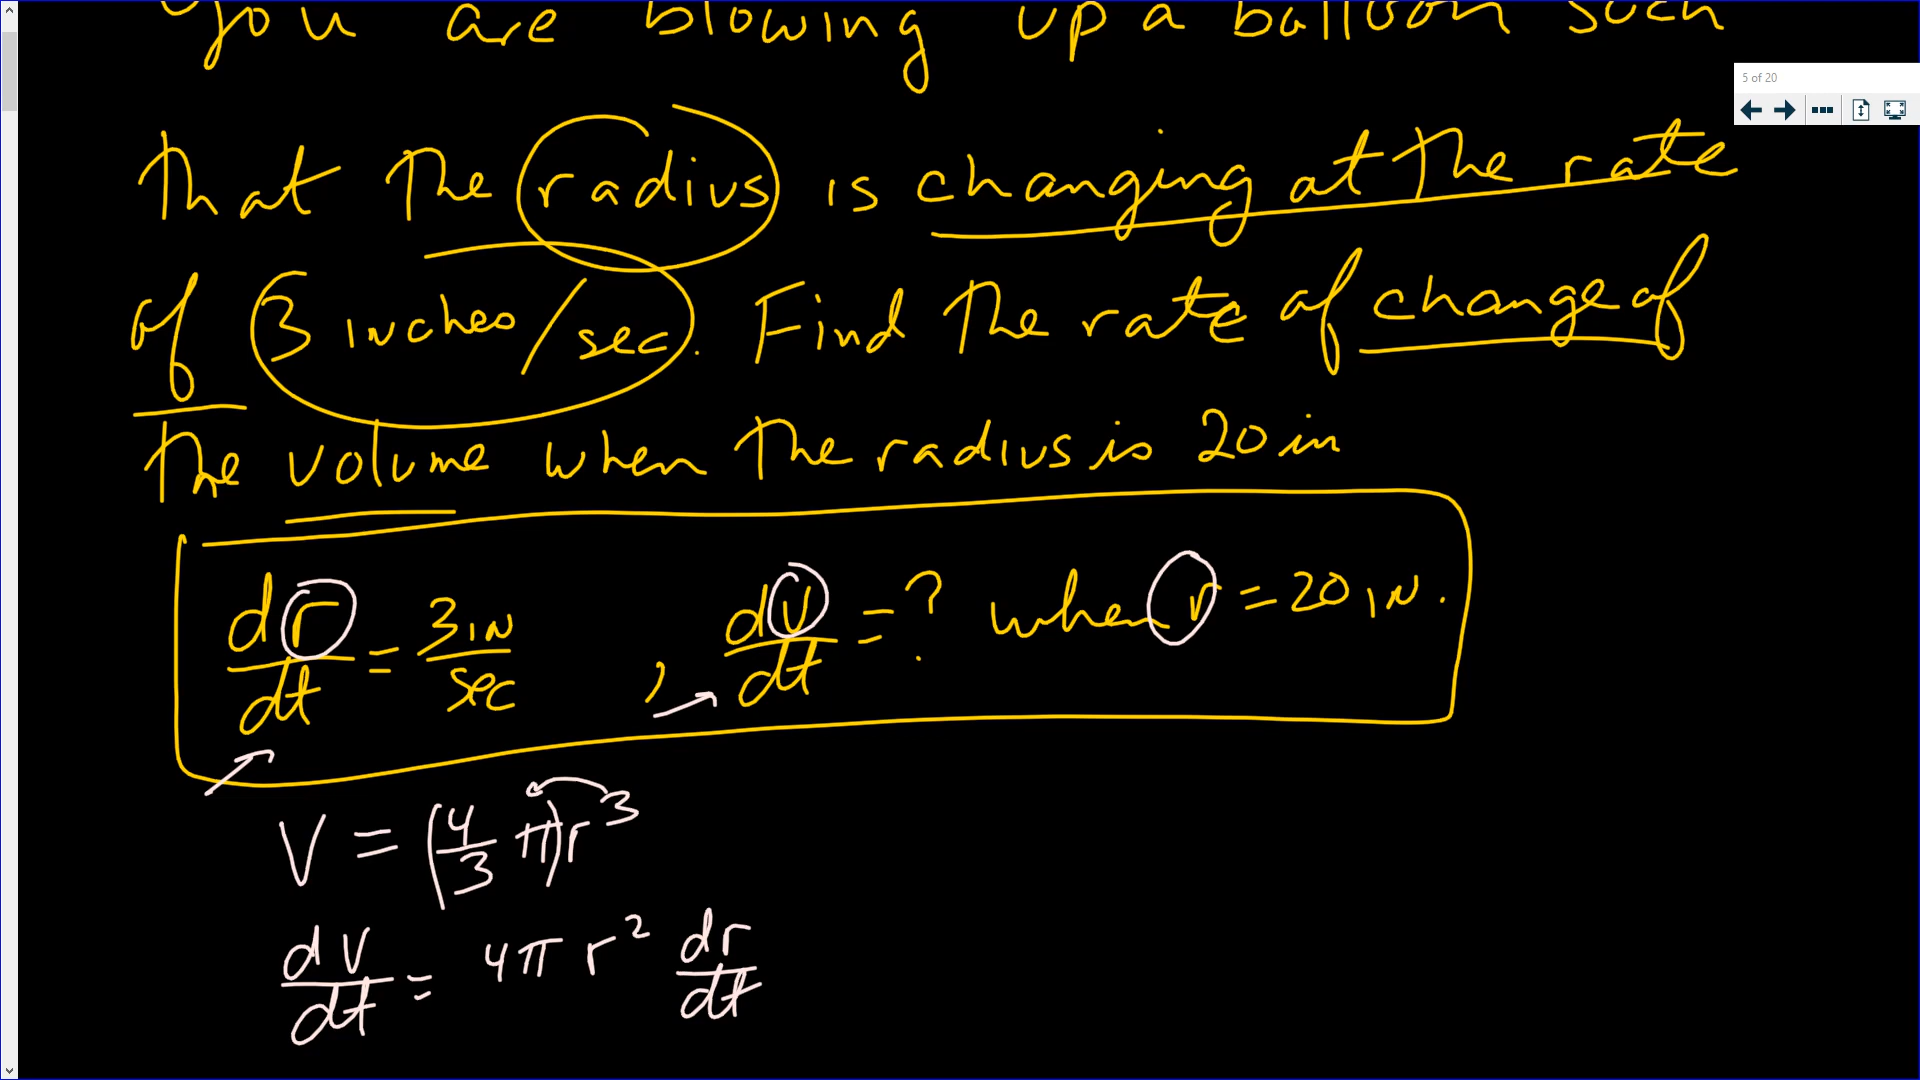 You are blowing up a balloon such
5 of 20
that the radius is changing at the rate
of 3 inches/sec. Find the rate of change of
the volume when the radius is 20 in
dr/dt = 3 in/sec , dv/dt = ? when r = 20 in.
V = (4/3 π) r³
dV/dt = 4π r² dr/dt